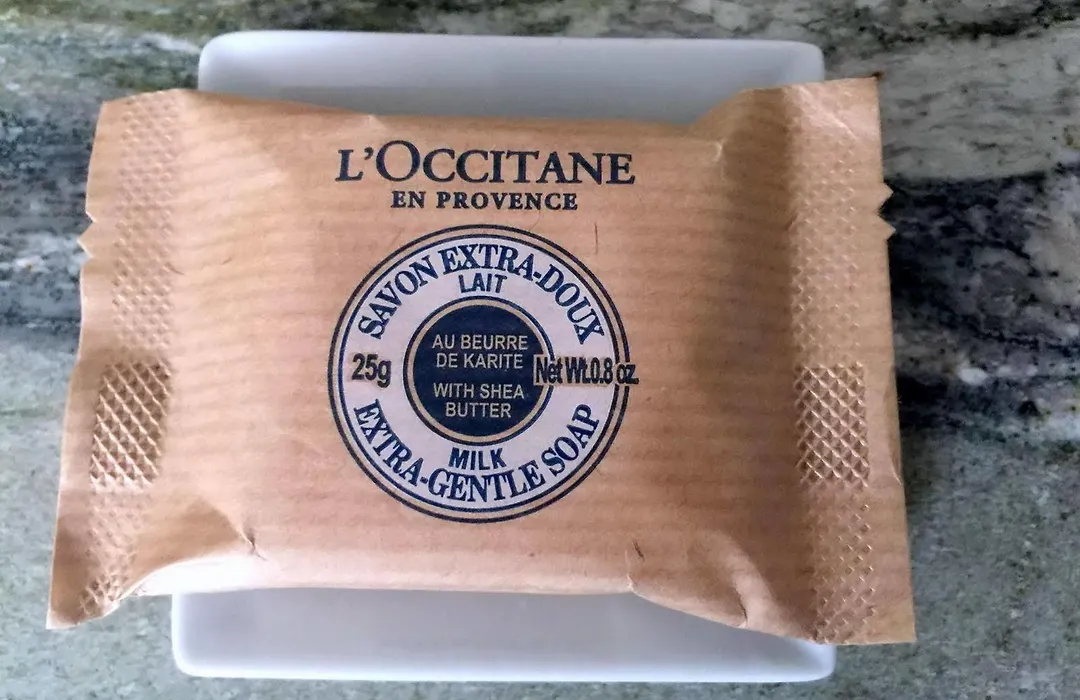 L'OCCITANE
EN PROVENCE
SAVON EXTRA-DOUX
LAIT
AU BEURRE
DE KARITE
25g
Net Wt.0.8 oz.
WITH SHEA
BUTTER
MILK
EXTRA-GENTLE SOAP